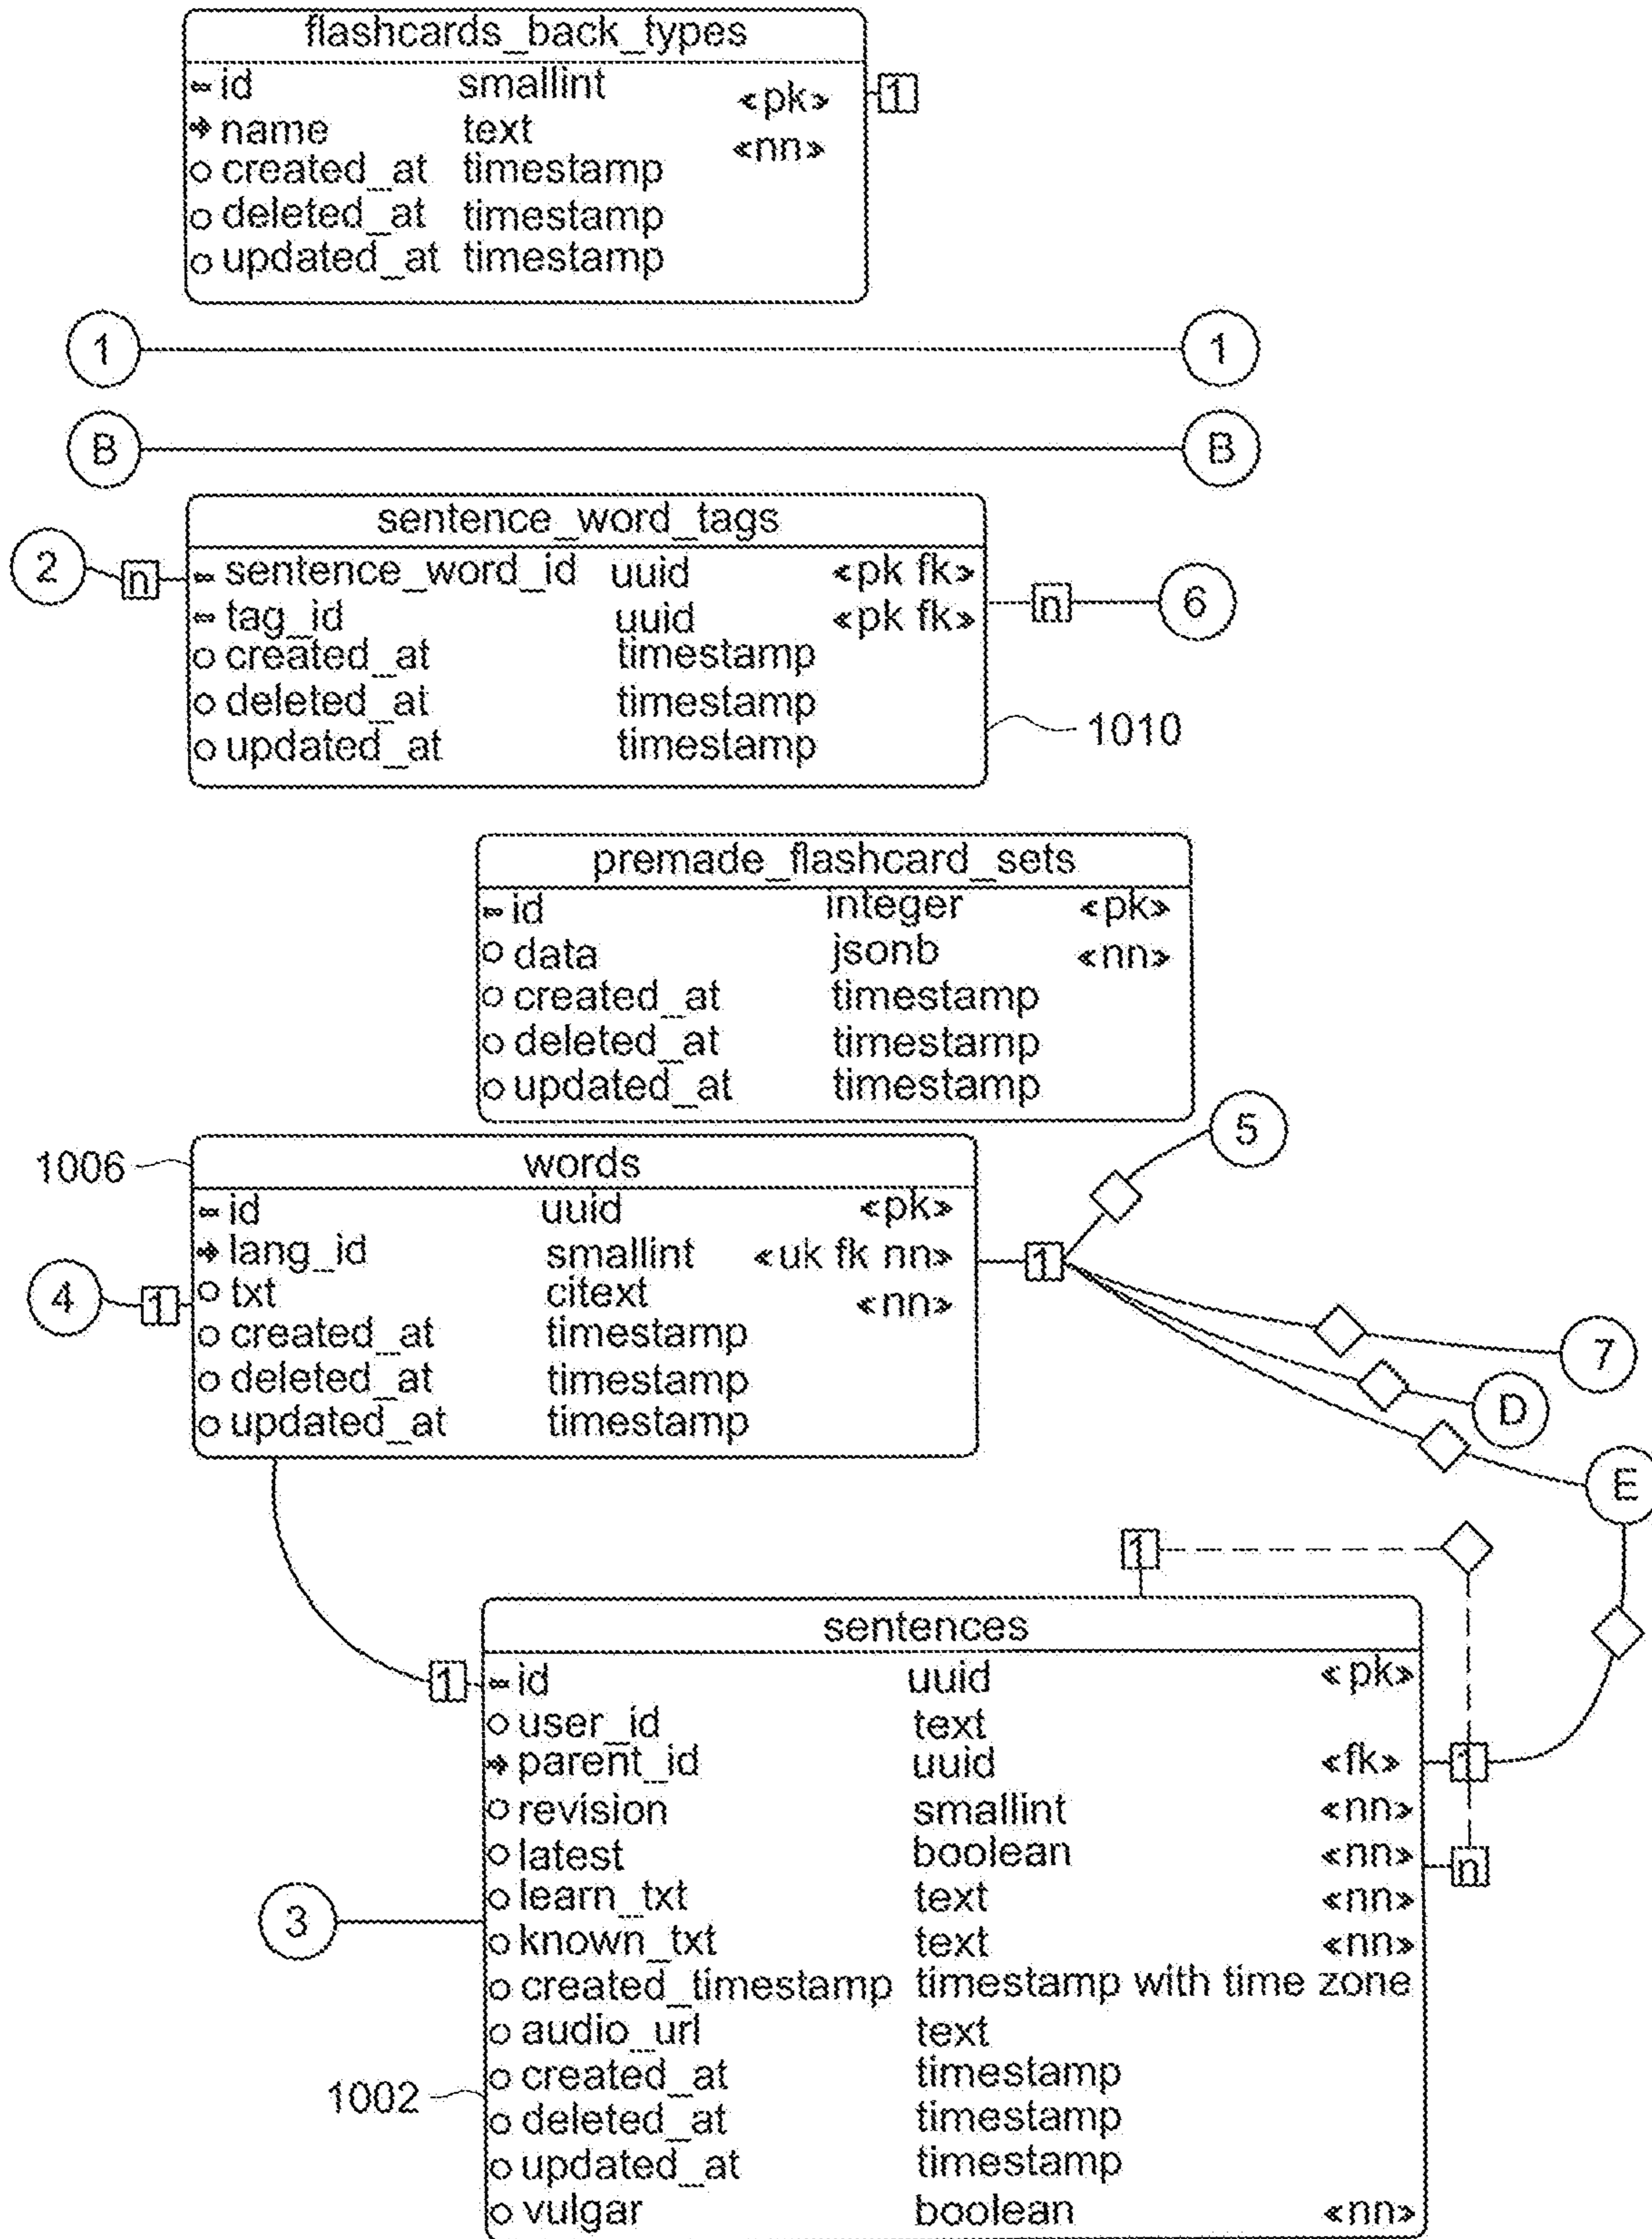 flashcards_back_types
id smallint «pk» 1
name text «nn»
created_at timestamp
deleted_at timestamp
updated_at timestamp
1 1
B B
sentence_word_tags
2 n sentence_word_id uuid «pk fk»
tag_id uuid «pk fk» n 6
created_at timestamp
deleted_at timestamp
updated_at timestamp
1010
premade_flashcard_sets
id integer «pk»
data jsonb «nn»
created_at timestamp
deleted_at timestamp
updated_at timestamp
5
1006 words
id uuid «pk»
lang_id smallint «uk fk nn» 1
4 1 txt citext «nn»
created_at timestamp
7
deleted_at timestamp
D
updated_at timestamp
E
1
sentences
1 id uuid «pk»
user_id text
parent_id uuid «fk» 1
revision smallint «nn»
latest boolean «nn» n
learn_txt text «nn»
3
known_txt text «nn»
created_timestamp timestamp with time zone
audio_url text
created_at timestamp
1002
deleted_at timestamp
updated_at timestamp
vulgar boolean «nn»